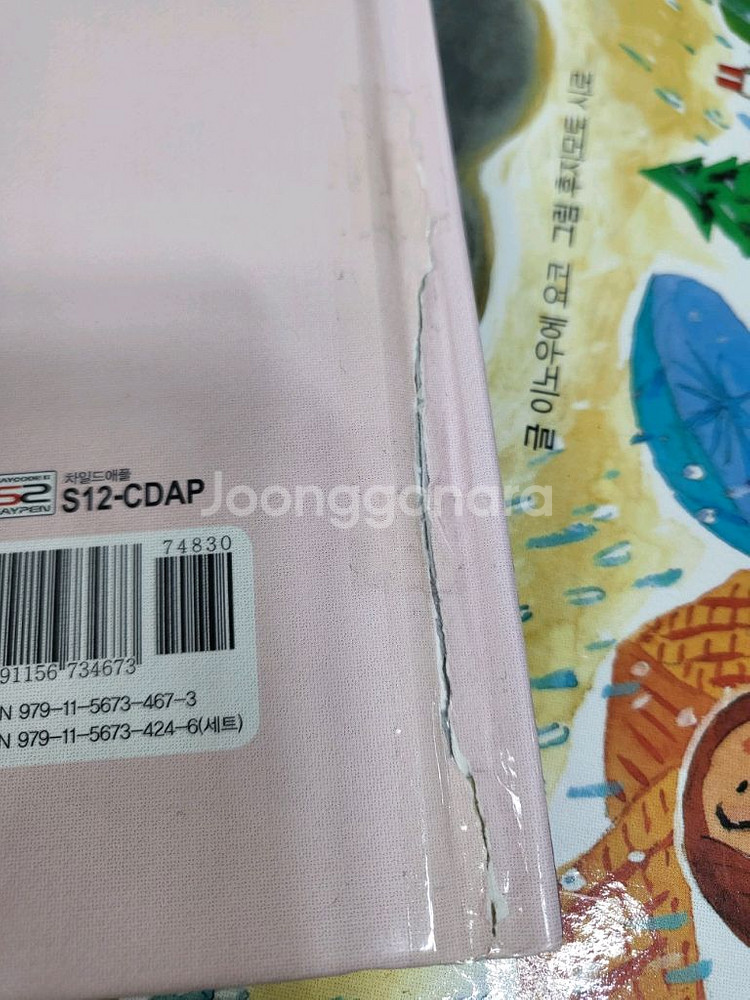 글 이노우에 요코 그림 후지모토 시로
차일드애플
S12-CDAP
Joonggonara
74830
91156 734673
N 979-11-5673-467-3
N 979-11-5673-424-6(세트)